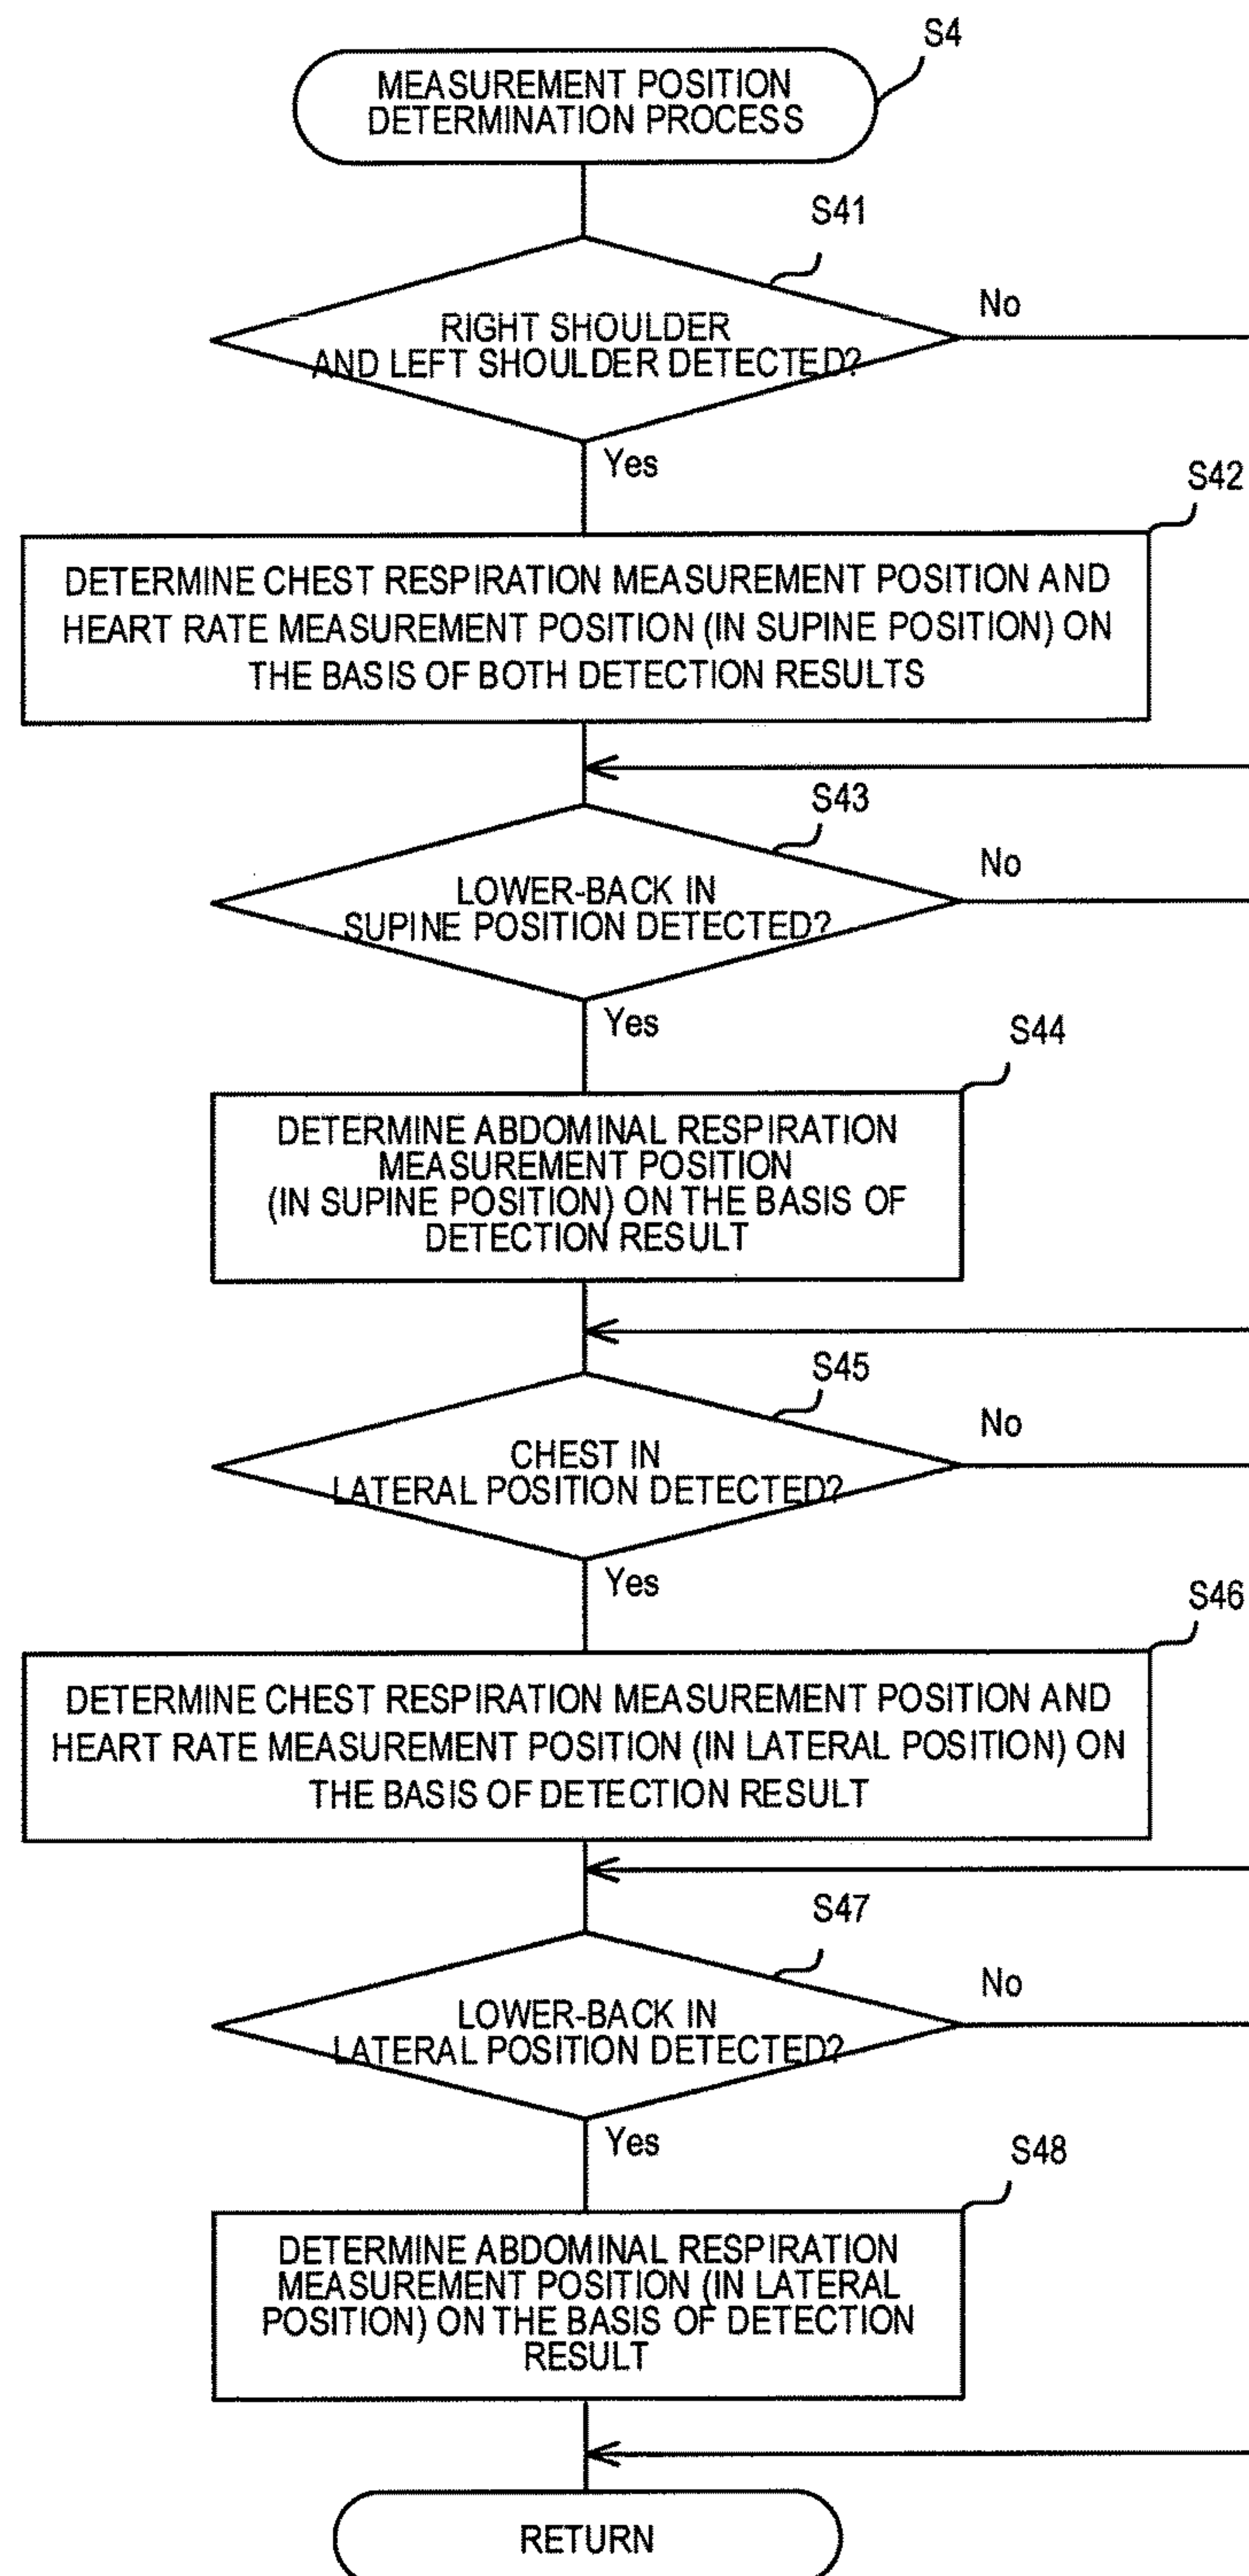 S4
MEASUREMENT POSITION
DETERMINATION PROCESS
S41
No
RIGHT SHOULDER
AND LEFT SHOULDER DETECTED?
Yes
S42
DETERMINE CHEST RESPIRATION MEASUREMENT POSITION AND
HEART RATE MEASUREMENT POSITION (IN SUPINE POSITION) ON
THE BASIS OF BOTH DETECTION RESULTS
S43
No
LOWER-BACK IN
SUPINE POSITION DETECTED?
Yes
S44
DETERMINE ABDOMINAL RESPIRATION
MEASUREMENT POSITION
(IN SUPINE POSITION) ON THE BASIS OF
DETECTION RESULT
S45
No
CHEST IN
LATERAL POSITION DETECTED?
Yes
S46
DETERMINE CHEST RESPIRATION MEASUREMENT POSITION AND
HEART RATE MEASUREMENT POSITION (IN LATERAL POSITION) ON
THE BASIS OF DETECTION RESULT
S47
No
LOWER-BACK IN
LATERAL POSITION DETECTED?
Yes
S48
DETERMINE ABDOMINAL RESPIRATION
MEASUREMENT POSITION (IN LATERAL
POSITION) ON THE BASIS OF DETECTION
RESULT
RETURN